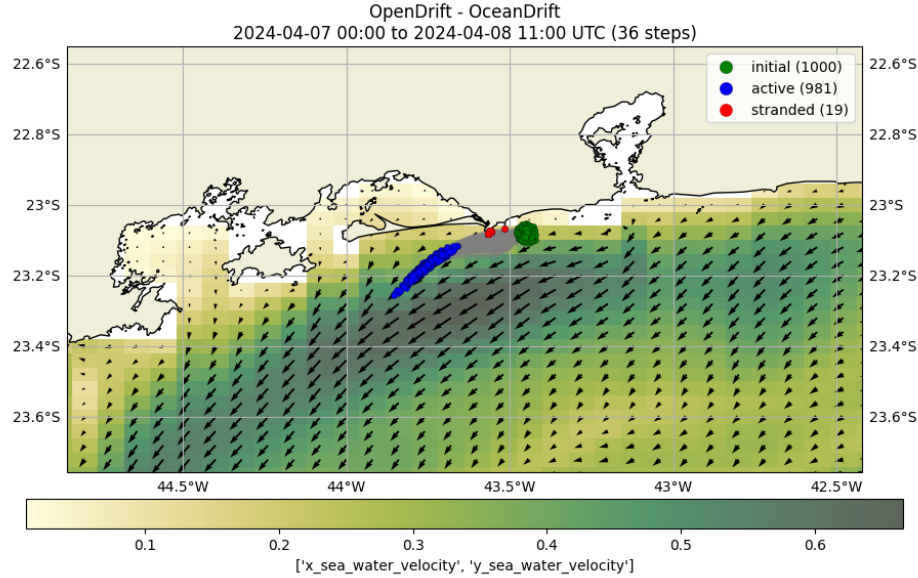 OpenDrift - OceanDrift
2024-04-07 00:00 to 2024-04-08 11:00 UTC (36 steps)
initial (1000)
active (981)
stranded (19)
22.6°S 22.6°S
22.8°S 22.8°S
23°S 23°S
23.2°S 23.2°S
23.4°S 23.4°S
23.6°S 23.6°S
44.5°W 44°W 43.5°W 43°W 42.5°W
0.1 0.2 0.3 0.4 0.5 0.6
['x_sea_water_velocity', 'y_sea_water_velocity']